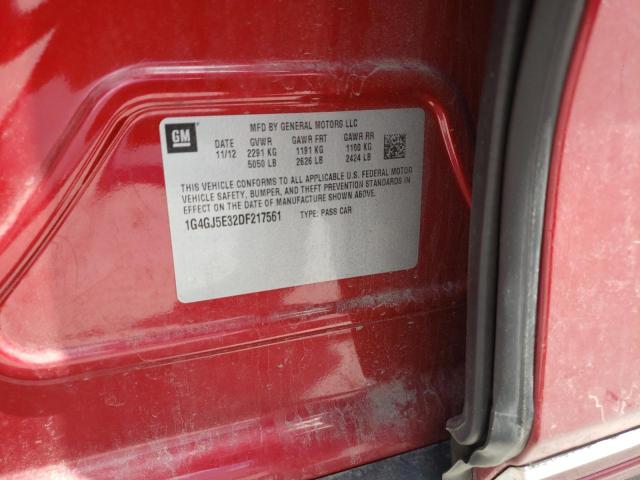 GM
MFD BY GENERAL MOTORS LLC
DATE GVWR GAWR FRT GAWR RR
11/12 2291 KG 1191 KG 1100 KG
5050 LB 2626 LB 2424 LB
THIS VEHICLE CONFORMS TO ALL APPLICABLE U.S. FEDERAL MOTOR
VEHICLE SAFETY, BUMPER, AND THEFT PREVENTION STANDARDS IN
EFFECT ON THE DATE OF MANUFACTURE SHOWN ABOVE.
1G4GJ5E32DF217561 TYPE: PASS CAR